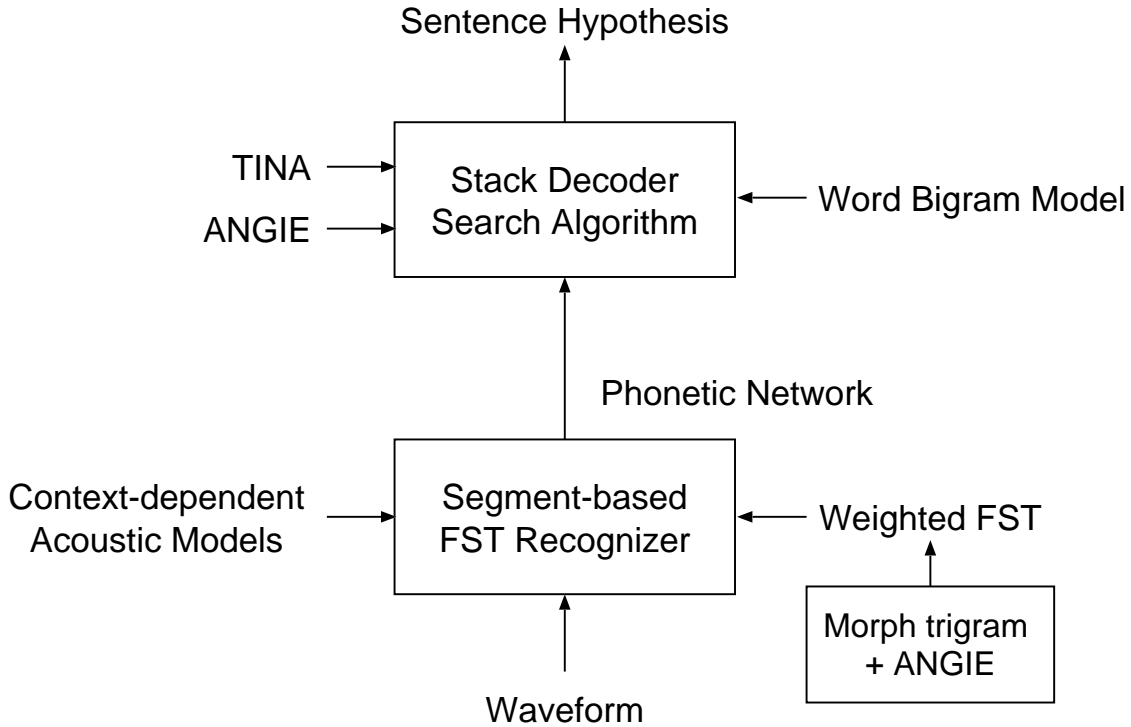 Sentence Hypothesis
TINA
ANGIE
Stack Decoder
Search Algorithm
Word Bigram Model
Phonetic Network
Context-dependent
Acoustic Models
Segment-based
FST Recognizer
Weighted FST
Morph trigram
+ ANGIE
Waveform